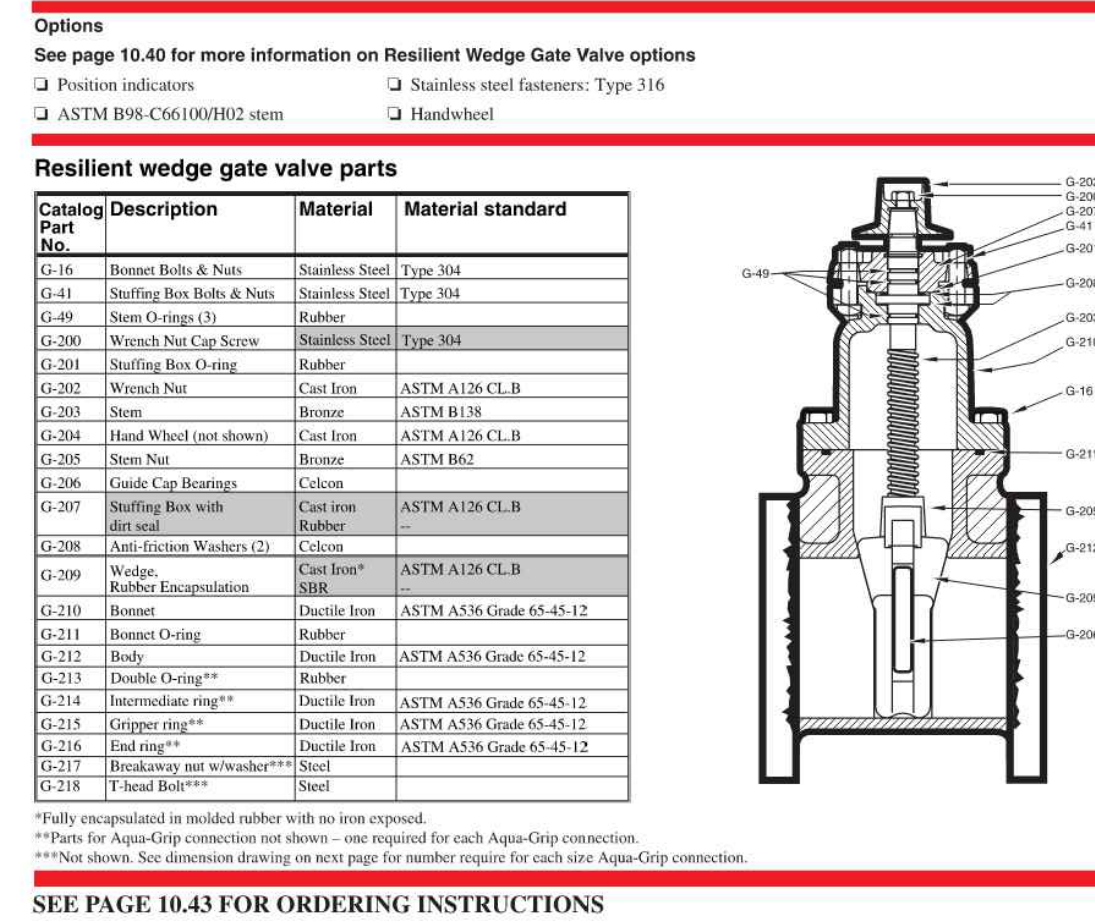 Options
See page 10.40 for more information on Resilient Wedge Gate Valve options
❏ Position indicators
❏ Stainless steel fasteners: Type 316
❏ ASTM B98-C66100/H02 stem
❏ Handwheel
Resilient wedge gate valve parts
Catalog Part No. Description Material Material standard
G-16 Bonnet Bolts & Nuts Stainless Steel Type 304
G-41 Stuffing Box Bolts & Nuts Stainless Steel Type 304
G-49 Stem O-rings (3) Rubber
G-200 Wrench Nut Cap Screw Stainless Steel Type 304
G-201 Stuffing Box O-ring Rubber
G-202 Wrench Nut Cast Iron ASTM A126 CL.B
G-203 Stem Bronze ASTM B138
G-204 Hand Wheel (not shown) Cast Iron ASTM A126 CL.B
G-205 Stem Nut Bronze ASTM B62
G-206 Guide Cap Bearings Celcon
G-207 Stuffing Box with Cast iron ASTM A126 CL.B
dirt seal Rubber --
G-208 Anti-friction Washers (2) Celcon
G-209 Wedge, Cast Iron* ASTM A126 CL.B
Rubber Encapsulation SBR --
G-210 Bonnet Ductile Iron ASTM A536 Grade 65-45-12
G-211 Bonnet O-ring Rubber
G-212 Body Ductile Iron ASTM A536 Grade 65-45-12
G-213 Double O-ring** Rubber
G-214 Intermediate ring** Ductile Iron ASTM A536 Grade 65-45-12
G-215 Gripper ring** Ductile Iron ASTM A536 Grade 65-45-12
G-216 End ring** Ductile Iron ASTM A536 Grade 65-45-12
G-217 Breakaway nut w/washer*** Steel
G-218 T-head Bolt*** Steel
G-49
G-41
G-16
*Fully encapsulated in molded rubber with no iron exposed.
**Parts for Aqua-Grip connection not shown – one required for each Aqua-Grip connection.
***Not shown. See dimension drawing on next page for number require for each size Aqua-Grip connection.
SEE PAGE 10.43 FOR ORDERING INSTRUCTIONS